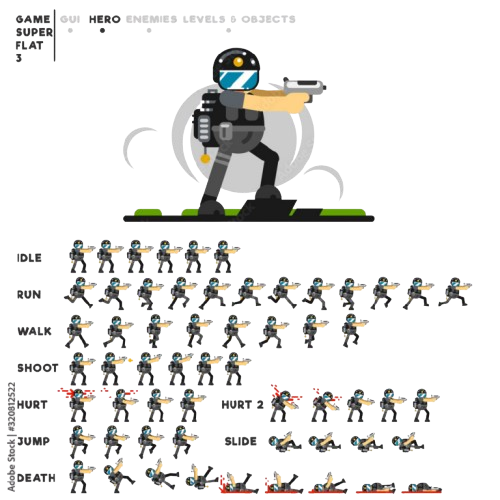 GAME GUI HERO ENEMIES LEVELS & OBJECTS
SUPER
FLAT
3
IDLE
RUN
WALK
SHOOT
HURT HURT 2
JUMP SLIDE
DEATH
Adobe Stock | #320812522